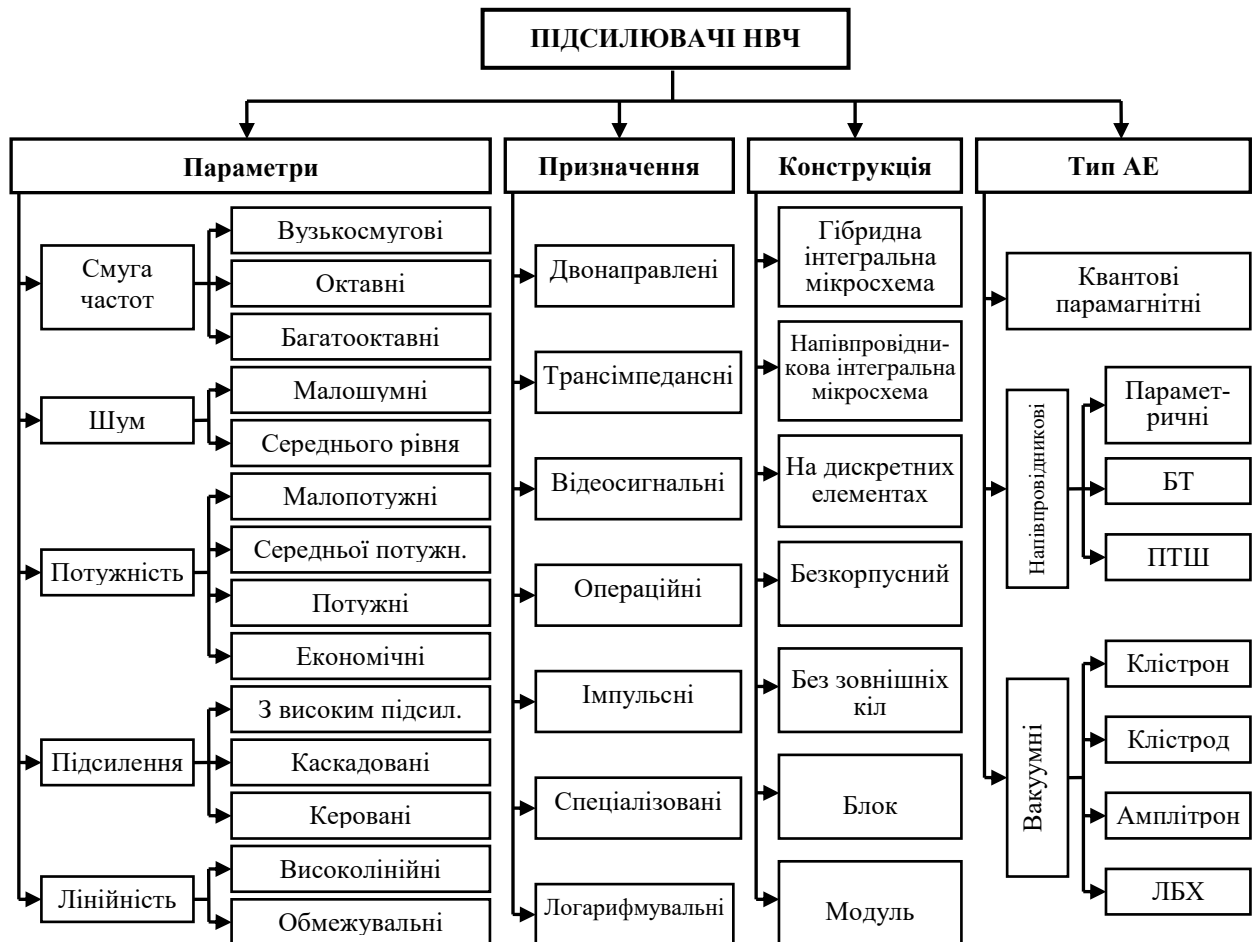 ПІДСИЛЮВАЧІ НВЧ
Параметри
Смуга
частот
Вузькосмугові
Октавні
Багатооктавні
Шум
Малошумні
Середнього рівня
Потужність
Малопотужні
Середньої потужн.
Потужні
Економічні
Підсилення
З високим підсил.
Каскадовані
Керовані
Лінійність
Високолінійні
Обмежувальні
Призначення
Двонаправлені
Трансімпедансні
Відеосигнальні
Операційні
Імпульсні
Спеціалізовані
Логарифмувальні
Конструкція
Гібридна
інтегральна
мікросхема
Напівпровідни-
кова інтегральна
мікросхема
На дискретних
елементах
Безкорпусний
Без зовнішніх
кіл
Блок
Модуль
Тип АЕ
Квантові
парамагнітні
Напівпровідникові
Парамет-
ричні
БТ
ПТШ
Вакуумні
Клістрон
Клістрод
Амплітрон
ЛБХ